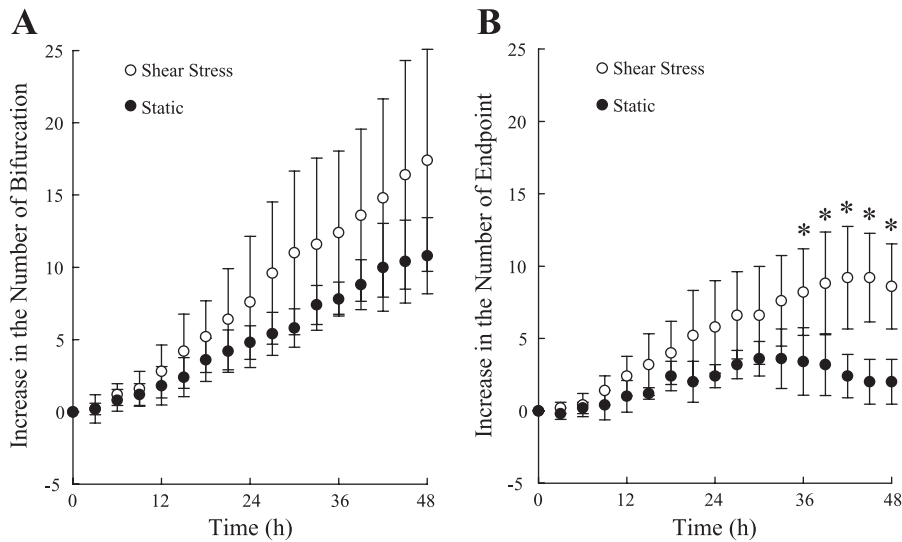 A
Increase in the Number of Bifurcation
25
20
15
10
5
0
-5
Shear Stress
Static
0 12 24 36 48
Time (h)
B
Increase in the Number of Endpoint
25
20
15
10
5
0
-5
Shear Stress
Static
* * * * *
0 12 24 36 48
Time (h)